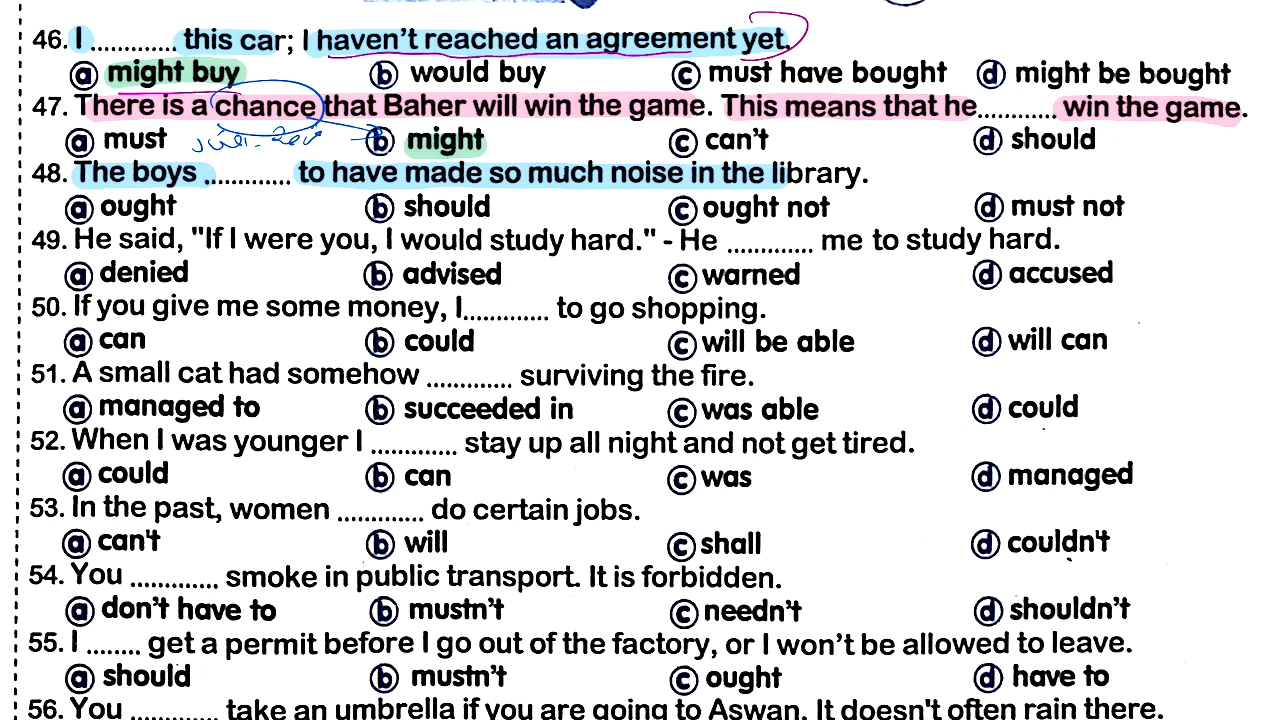 46. I ............. this car; I haven't reached an agreement yet.
ⓐ might buy ⓑ would buy ⓒ must have bought ⓓ might be bought
47. There is a chance that Baher will win the game. This means that he............ win the game.
ⓐ must ⓑ might ⓒ can't ⓓ should
48. The boys ............. to have made so much noise in the library.
ⓐ ought ⓑ should ⓒ ought not ⓓ must not
49. He said, "If I were you, I would study hard." - He ............. me to study hard.
ⓐ denied ⓑ advised ⓒ warned ⓓ accused
50. If you give me some money, I............. to go shopping.
ⓐ can ⓑ could ⓒ will be able ⓓ will can
51. A small cat had somehow ............. surviving the fire.
ⓐ managed to ⓑ succeeded in ⓒ was able ⓓ could
52. When I was younger I ............. stay up all night and not get tired.
ⓐ could ⓑ can ⓒ was ⓓ managed
53. In the past, women ............. do certain jobs.
ⓐ can't ⓑ will ⓒ shall ⓓ couldn't
54. You ............. smoke in public transport. It is forbidden.
ⓐ don't have to ⓑ mustn't ⓒ needn't ⓓ shouldn't
55. I ........ get a permit before I go out of the factory, or I won't be allowed to leave.
ⓐ should ⓑ mustn't ⓒ ought ⓓ have to
56. You ............. take an umbrella if you are going to Aswan. It doesn't often rain there.